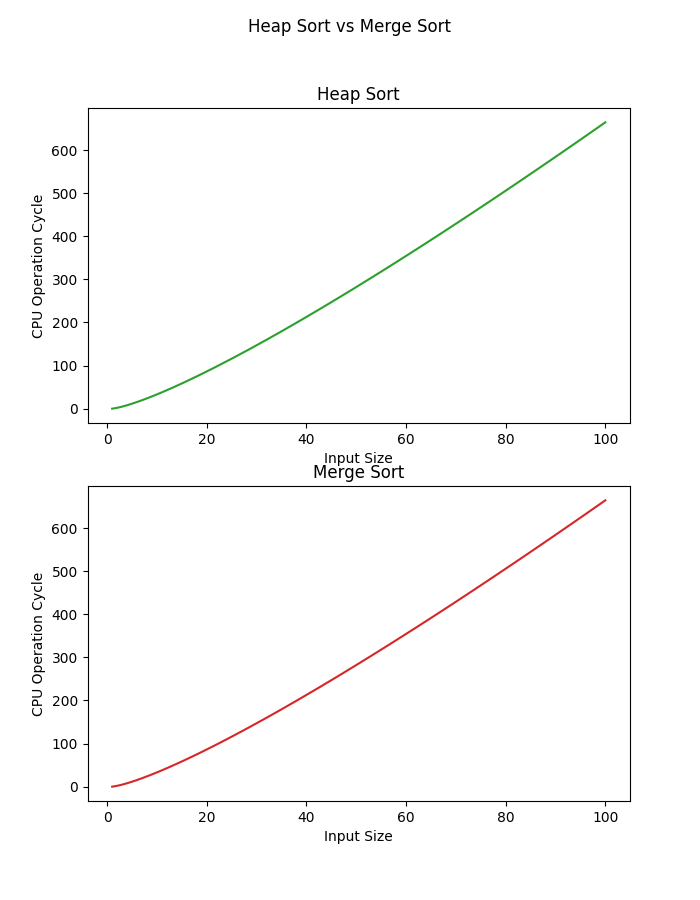 Heap Sort vs Merge Sort
Heap Sort
600
500
400
300
200
100
0
CPU Operation Cycle
0 20 40 60 80 100
Input Size
Merge Sort
600
500
400
300
200
100
0
CPU Operation Cycle
0 20 40 60 80 100
Input Size